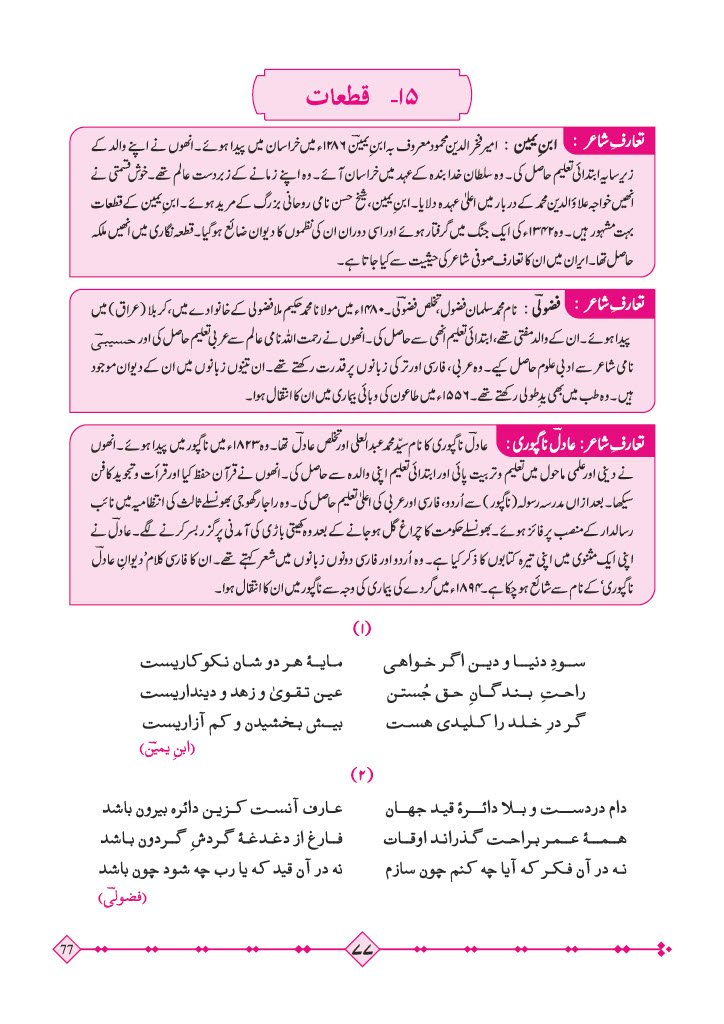 ۱۵- قطعات
تعارفِ شاعر : ابنِ یمینؔ : امیر فخر الدین محمود معروف بہ ابنِ یمینؔ ۱۲۸۶ء میں خراسان میں پیدا ہوئے۔ انھوں نے اپنے والد کے
زیرِ سایہ ابتدائی تعلیم حاصل کی۔ وہ سلطان خدا بندہ کے عہد میں خراسان آئے۔ وہ اپنے زمانے کے زبردست عالم تھے۔ خوش قسمتی نے
انھیں خواجہ علاؤ الدین محمد کے دربار میں اعلیٰ عہدہ دلایا۔ ابنِ یمین، شیخ حسن نامی روحانی بزرگ کے مرید ہوئے۔ ابنِ یمین کے قطعات
بہت مشہور ہیں۔ وہ ۱۳۴۲ء کی ایک جنگ میں گرفتار ہوئے اور اسی دوران ان کی نظموں کا دیوان ضائع ہوگیا۔ قطعہ نگاری میں انھیں ملکہ
حاصل تھا۔ ایران میں ان کا تعارف صوفی شاعر کی حیثیت سے کیا جاتا ہے۔
تعارفِ شاعر : فضولیؔ : نام محمد سلمان فضول، تخلص فضولیؔ۔ ۱۴۸۰ء میں مولانا محمد حکیم ملا فضولی کے خانوادے میں، کربلا (عراق) میں
پیدا ہوئے۔ ان کے والد مفتی تھے، ابتدائی تعلیم انھی سے حاصل کی۔ انھوں نے رحمت اللہ نامی عالم سے عربی تعلیم حاصل کی اور حسیبیؔ
نامی شاعر سے ادبی علوم حاصل کیے۔ وہ عربی، فارسی اور ترکی زبانوں پر قدرت رکھتے تھے۔ ان تینوں زبانوں میں ان کے دیوان موجود
ہیں۔ وہ طب میں بھی یدِ طولیٰ رکھتے تھے۔ ۱۵۵۶ء میں طاعون کی وبائی بیماری میں ان کا انتقال ہوا۔
تعارفِ شاعر: عادلؔ ناگپوری: عادلؔ ناگپوری کا نام سیّد محمد عبد العلی اور تخلص عادلؔ تھا۔ وہ ۱۸۲۳ء میں ناگپور میں پیدا ہوئے۔ انھوں
نے دینی اور علمی ماحول میں تعلیم و تربیت پائی اور ابتدائی تعلیم اپنی والدہ سے حاصل کی۔ انھوں نے قرآن حفظ کیا اور قرأت و تجوید کا فن
سیکھا۔ بعد ازاں مدرسہ رسولہ (ناگپور) سے اُردو، فارسی اور عربی کی اعلیٰ تعلیم حاصل کی۔ وہ راجا رگھوجی بھونسلے ثالث کی انتظامیہ میں نائب
رسالدار کے منصب پر فائز ہوئے۔ بھونسلے حکومت کا چراغ گل ہو جانے کے بعد وہ کھیتی باڑی کی آمدنی پر گزر بسر کرنے لگے۔ عادلؔ نے
اپنی ایک مثنوی میں اپنی تیرہ کتابوں کا ذکر کیا ہے۔ وہ اُردو اور فارسی دونوں زبانوں میں شعر کہتے تھے۔ ان کا فارسی کلام 'دیوانِ عادلؔ
ناگپوری' کے نام سے شائع ہو چکا ہے۔ ۱۸۹۴ء میں گردے کی بیماری کی وجہ سے ناگپور میں ان کا انتقال ہوا۔
(۱)
سودِ دنیا و دین اگر خواہی مایۂ هر دو شان نکوکاریست
راحتِ بندگانِ حق جُستن عین تقویٰ و زهد و دینداریست
گر درِ خلد را کلیدی هست بیش بخشیدن و کم آزاریست
(ابنِ یمینؔ)
(۲)
دام دردست و بلا دائرۂ قید جهان عارف آنست کزین دائره بیرون باشد
همۂ عمر براحت گذراند اوقات فارغ از دغدغۂ گردشِ گردون باشد
نه در آن فکر که آیا چه کنم چون سازم نه در آن قید که یا رب چه شود چون باشد
(فضولیؔ)
77
۷۷